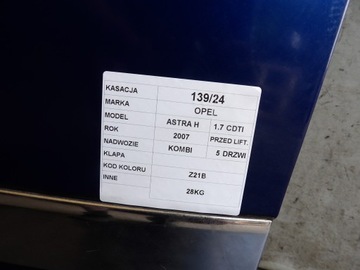 KASACJA 139/24
MARKA OPEL
MODEL ASTRA H 1.7 CDTI
ROK 2007 PRZED LIFT.
NADWOZIE KOMBI 5 DRZWI
KLAPA
KOD KOLORU Z21B
INNE 28KG